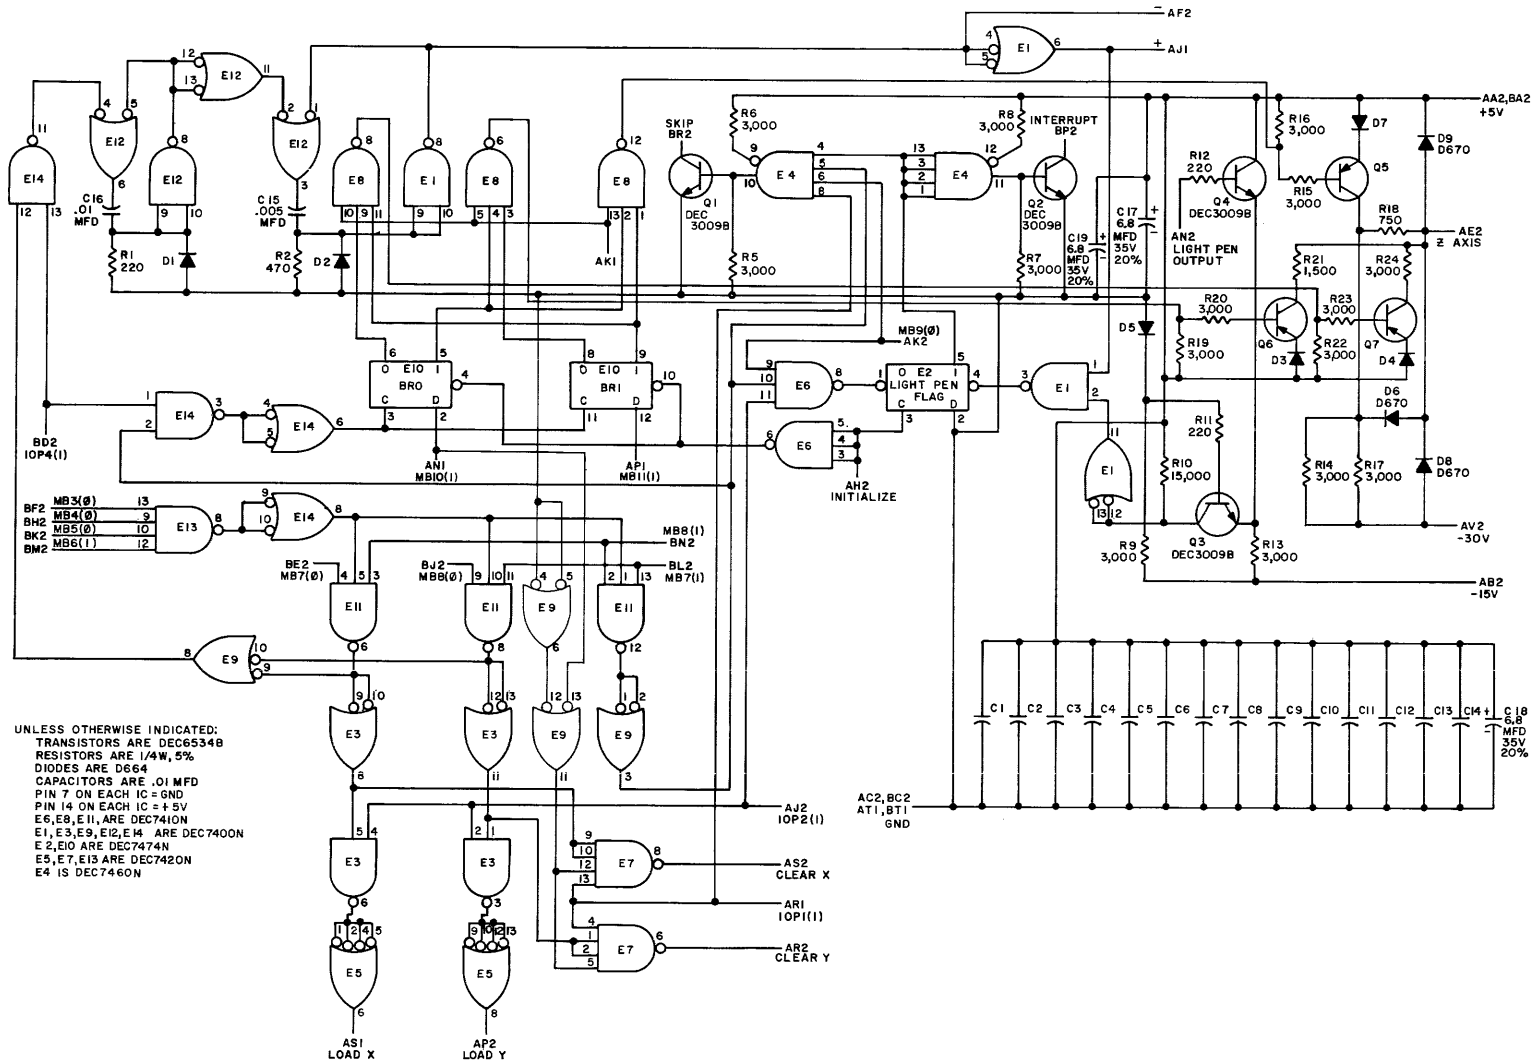 AF2
AJ1
AA2,BA2
+5V
SKIP
BR2
INTERRUPT
BP2
R6
3,000
R8
3,000
R16
3,000
D7
D9
D670
E12
E12
E12
E14
E12
E8
E1
E8
E8
E4
E4
E1
R12
220
Q4
DEC3009B
R15
3,000
Q5
C16
.01
MFD
C15
.005
MFD
Q1
DEC
3009B
Q2
DEC
3009B
C17
6.8
MFD
35V
20%
C19
6.8
MFD
35V
20%
AN2
LIGHT PEN
OUTPUT
R18
750
AE2
Z AXIS
R1
220
D1
R2
470
D2
AK1
R5
3,000
R7
3,000
R21
1,500
R24
3,000
R20
3,000
R23
3,000
D5
R19
3,000
Q6
D3
R22
3,000
Q7
D4
MB9(0)
AK2
E10
BR0
0 1
C D
E10
BR1
0 1
C D
E6
E2
LIGHT PEN
FLAG
0 1
C D
E1
D6
D670
R11
220
E14
E14
E6
BD2
IOP4(1)
AN1
MB10(1)
AP1
MB11(1)
AH2
INITIALIZE
E1
R10
15,000
R14
3,000
R17
3,000
D8
D670
BF2 MB3(0)
BH2 MB4(0)
BK2 MB5(0)
BM2 MB6(1)
E13
E14
MB8(1)
BN2
AV2
-30V
Q3
DEC3009B
R9
3,000
R13
3,000
BE2
MB7(0)
BJ2
MB8(0)
BL2
MB7(1)
AB2
-15V
E11
E11
E9
E11
E9
E3
E3
E9
E9
C1 C2 C3 C4 C5 C6 C7 C8 C9 C10 C11 C12 C13 C14
C18
6.8
MFD
35V
20%
UNLESS OTHERWISE INDICATED:
TRANSISTORS ARE DEC6534B
RESISTORS ARE 1/4W, 5%
DIODES ARE D664
CAPACITORS ARE .01 MFD
PIN 7 ON EACH IC = GND
PIN 14 ON EACH IC = +5V
E6,E8,E11, ARE DEC7410N
E1,E3,E9,E12,E14 ARE DEC7400N
E2,E10 ARE DEC7474N
E5,E7,E13 ARE DEC7420N
E4 IS DEC7460N
AC2,BC2
AT1,BT1
GND
AJ2
IOP2(1)
E3
E3
E7
AS2
CLEAR X
AR1
IOP1(1)
E7
AR2
CLEAR Y
E5
E5
AS1
LOAD X
AP2
LOAD Y